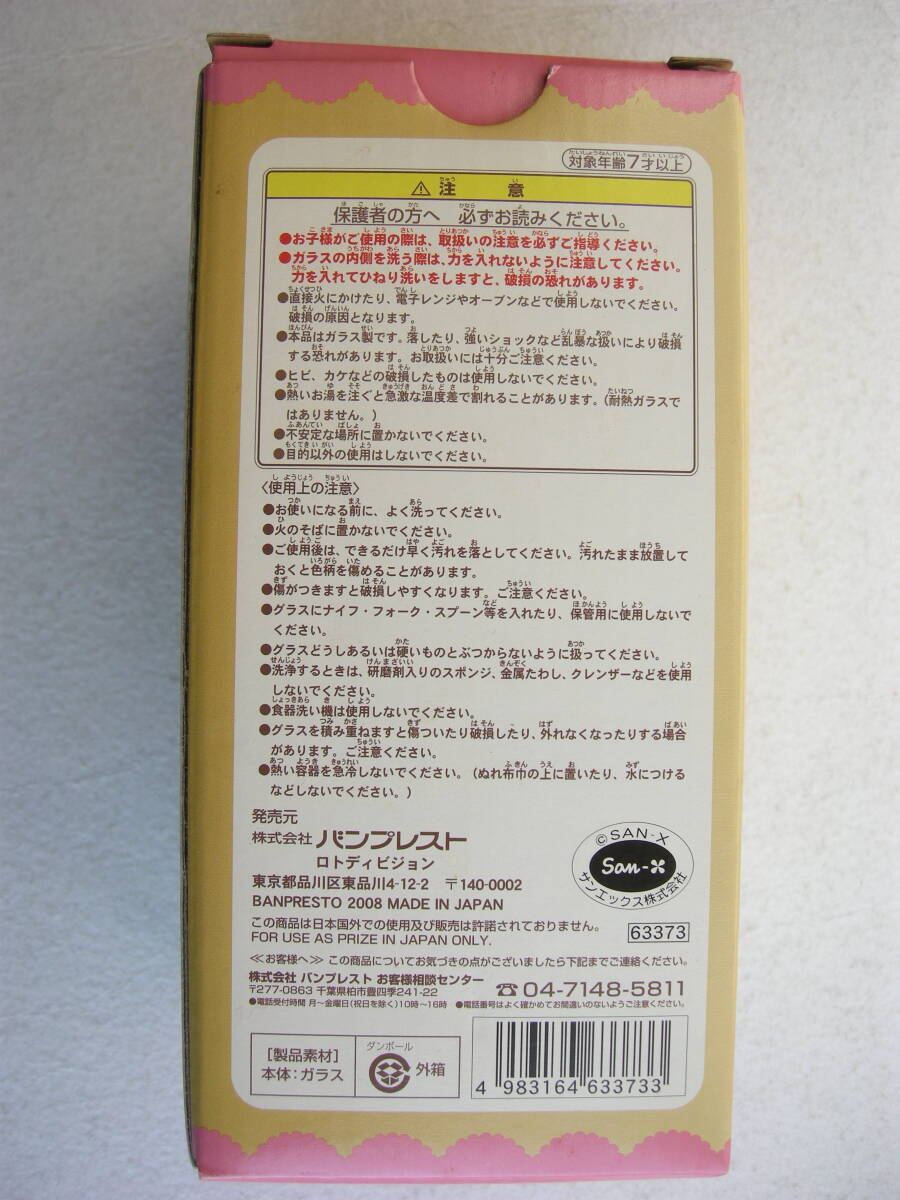 対象年齢7才以上
⚠注意
保護者の方へ 必ずお読みください。
●お子様がご使用の際は、取扱いの注意を必ずご指導ください。
●ガラスの内側を洗う際は、力を入れないように注意してください。
力を入れてひねり洗いをしますと、破損の恐れがあります。
●直接火にかけたり、電子レンジやオーブンなどで使用しないでください。
破損の原因となります。
●本品はガラス製です。落したり、強いショックなど乱暴な扱いにより破損
する恐れがあります。お取扱いには十分ご注意ください。
●ヒビ、カケなどの破損したものは使用しないでください。
●熱いお湯を注ぐと急激な温度差で割れることがあります。(耐熱ガラスで
はありません。)
●不安定な場所に置かないでください。
●目的以外の使用はしないでください。
〈使用上の注意〉
●お使いになる前に、よく洗ってください。
●火のそばに置かないでください。
●ご使用後は、できるだけ早く汚れを落としてください。汚れたまま放置して
おくと色柄を傷めることがあります。
●傷がつきますと破損しやすくなります。ご注意ください。
●グラスにナイフ・フォーク・スプーン等を入れたり、保管用に使用しないで
ください。
●グラスどうしあるいは硬いものとぶつからないように扱ってください。
●洗浄するときは、研磨剤入りのスポンジ、金属たわし、クレンザーなどを使用
しないでください。
●食器洗い機は使用しないでください。
●グラスを積み重ねますと傷ついたり破損したり、外れなくなったりする場合
があります。ご注意ください。
●熱い容器を急冷しないでください。(ぬれ布巾の上に置いたり、水につける
などしないでください。)
発売元
株式会社 バンプレスト
ロトディビジョン
東京都品川区東品川4-12-2 〒140-0002
BANPRESTO 2008 MADE IN JAPAN
©SAN-X
San-X
サンエックス株式会社
この商品は日本国外での使用及び販売は許諾されておりません。
FOR USE AS PRIZE IN JAPAN ONLY.
63373
≪お客様へ≫ この商品についてお気づきの点がございましたら下記までご連絡ください。
株式会社 バンプレスト お客様相談センター
〒277-0863 千葉県柏市豊四季241-22
☎04-7148-5811
●電話受付時間 月〜金曜日(祝日を除く)10時〜16時 ●電話番号はよく確かめてお間違いのないようご注意ください。
[製品素材]
本体:ガラス
ダンボール
外箱
4 983164 633733